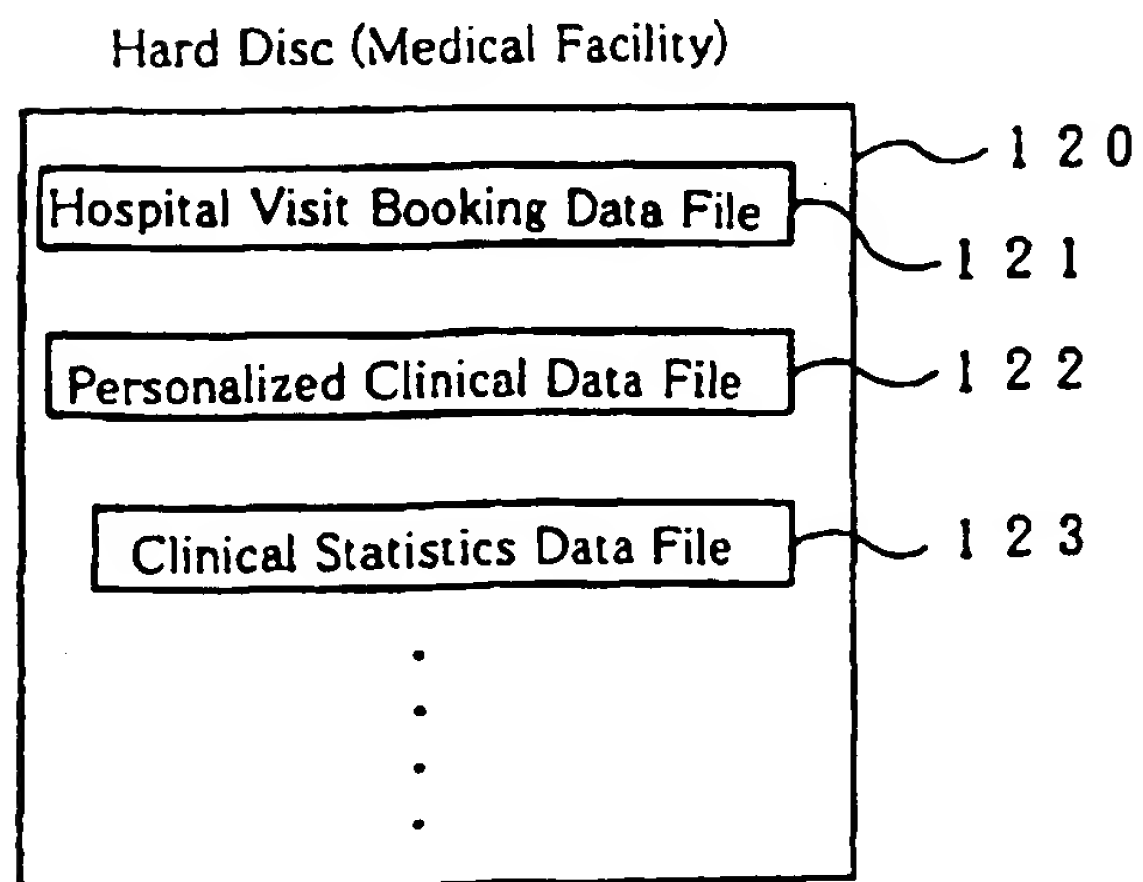 Hard Disc (Medical Facility)
120
Hospital Visit Booking Data File
121
Personalized Clinical Data File
122
Clinical Statistics Data File
123